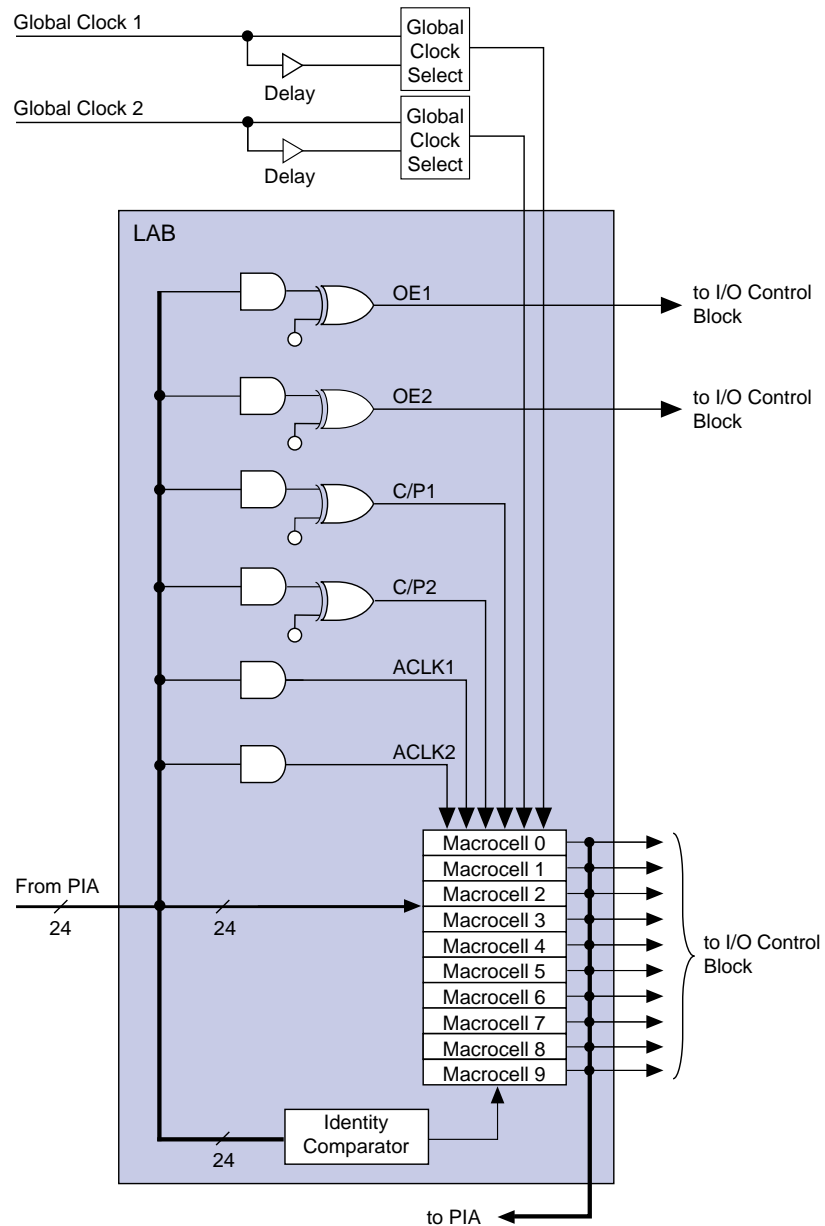 Global Clock 1
Global
Clock
Select
Delay
Global Clock 2
Global
Clock
Select
Delay
LAB
OE1
to I/O Control
Block
OE2
to I/O Control
Block
C/P1
C/P2
ACLK1
ACLK2
Macrocell 0
Macrocell 1
Macrocell 2
Macrocell 3
Macrocell 4
Macrocell 5
Macrocell 6
Macrocell 7
Macrocell 8
Macrocell 9
From PIA
24
24
to I/O Control
Block
Identity
Comparator
24
to PIA